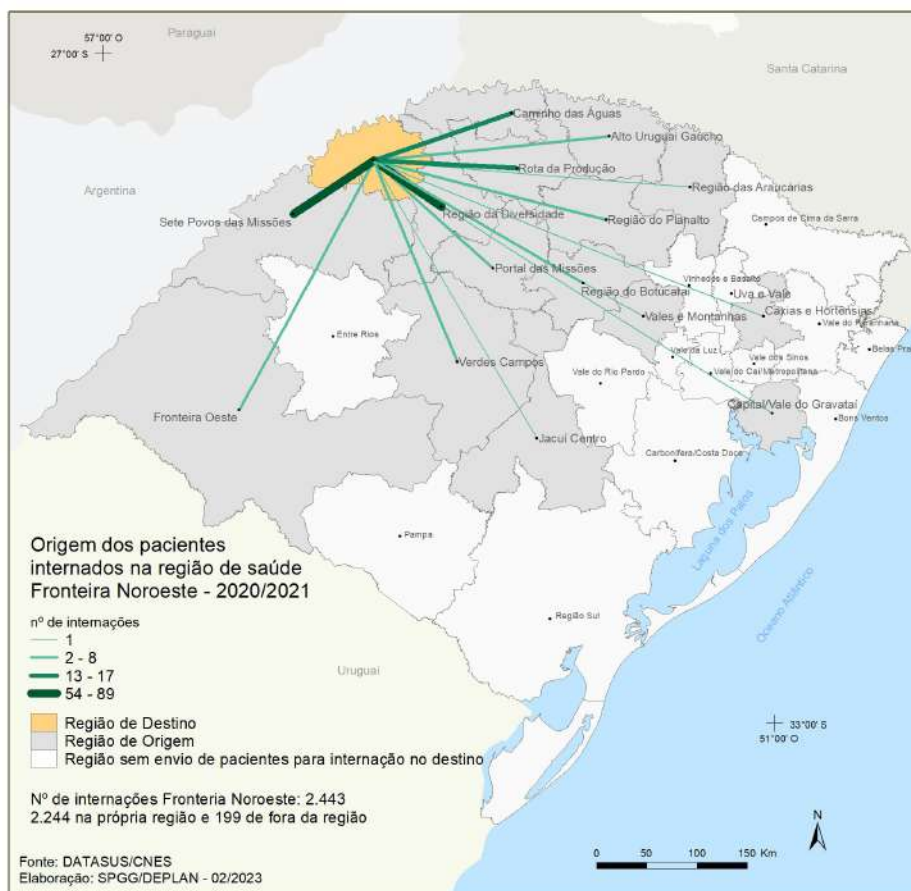 Paraguai
57°00' O
27°00' S
Santa Catarina
Caminho das Águas
Alto Uruguai Gaúcho
Rota da Produção
Argentina
Região das Araucárias
Sete Povos das Missões
Região da Diversidade
Região do Planalto
Campos de Cima da Serra
Portal das Missões
Vinhedos e Basalto
Região do Botucaraí
Uva e Vale
Vales e Montanhas
Caxias e Hortênsias
Vale do Paranhana
Entre Rios
Belas Pra
Vale da Luz
Vale dos Sinos
Verdes Campos
Vale do Caí/Metropolitana
Vale do Rio Pardo
Fronteira Oeste
Capital/Vale do Gravataí
Bons Ventos
Jacuí Centro
Carbonífera/Costa Doce
Laguna dos Patos
Pampa
Oceano Atlântico
Região Sul
Uruguai
33°00' S
51°00' O
Origem dos pacientes
internados na região de saúde
Fronteira Noroeste - 2020/2021
nº de internações
1
2 - 8
13 - 17
54 - 89
Região de Destino
Região de Origem
Região sem envio de pacientes para internação no destino
Nº de internações Fronteria Noroeste: 2.443
2.244 na própria região e 199 de fora da região
N
0 50 100 150 Km
Fonte: DATASUS/CNES
Elaboração: SPGG/DEPLAN - 02/2023